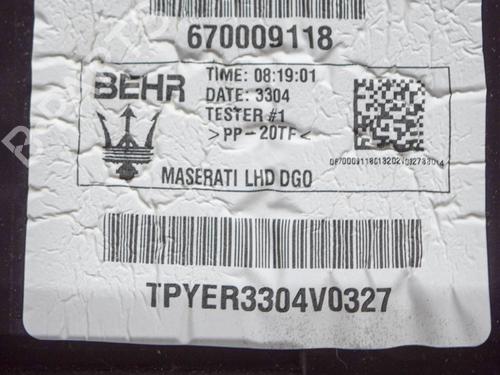 670009118
BEHR
TIME: 08:19:01
DATE: 3304
TESTER #1
>PP-20TF<
MASERATI LHD DGO
TPYER3304V0327